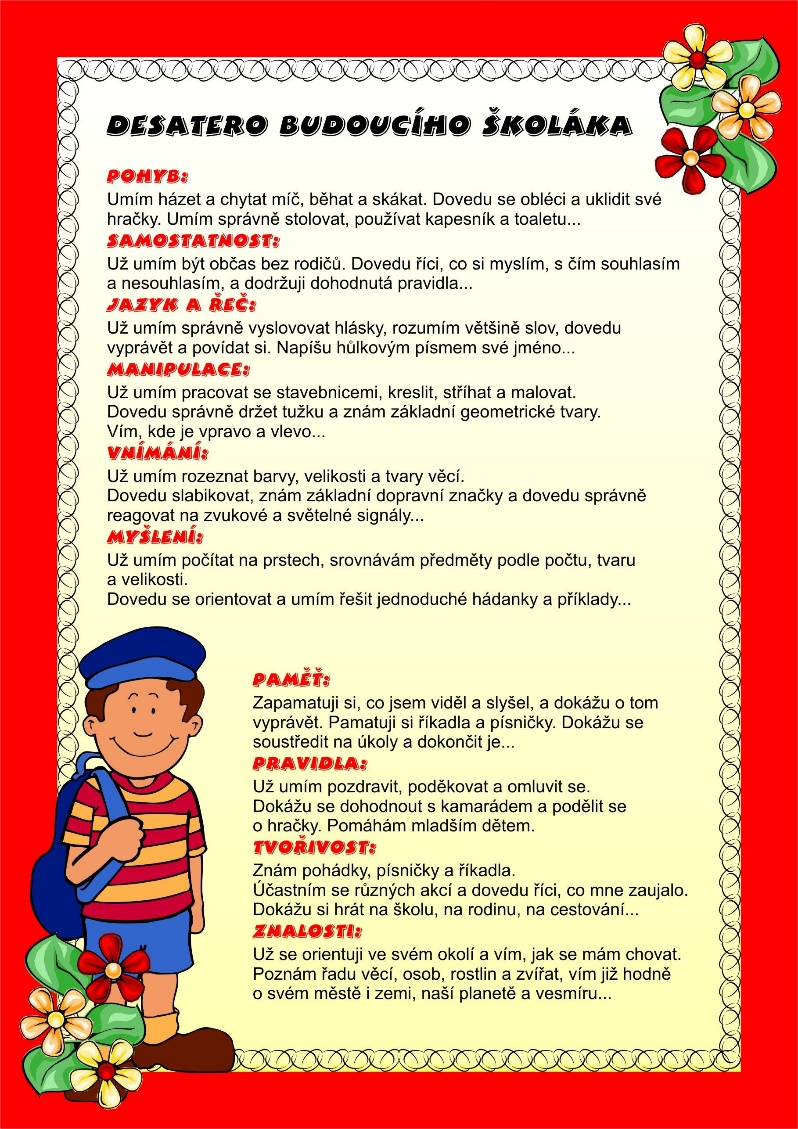 DESATERO BUDOUCÍHO ŠKOLÁKA
POHYB:
Umím házet a chytat míč, běhat a skákat. Dovedu se obléci a uklidit své
hračky. Umím správně stolovat, používat kapesník a toaletu...
SAMOSTATNOST:
Už umím být občas bez rodičů. Dovedu říci, co si myslím, s čím souhlasím
a nesouhlasím, a dodržuji dohodnutá pravidla...
JAZYK A ŘEČ:
Už umím správně vyslovovat hlásky, rozumím většině slov, dovedu
vyprávět a povídat si. Napíšu hůlkovým písmem své jméno...
MANIPULACE:
Už umím pracovat se stavebnicemi, kreslit, stříhat a malovat.
Dovedu správně držet tužku a znám základní geometrické tvary.
Vím, kde je vpravo a vlevo...
VNÍMÁNÍ:
Už umím rozeznat barvy, velikosti a tvary věcí.
Dovedu slabikovat, znám základní dopravní značky a dovedu správně
reagovat na zvukové a světelné signály...
MYŠLENÍ:
Už umím počítat na prstech, srovnávám předměty podle počtu, tvaru
a velikosti.
Dovedu se orientovat a umím řešit jednoduché hádanky a příklady...
PAMĚŤ:
Zapamatuji si, co jsem viděl a slyšel, a dokážu o tom
vyprávět. Pamatuji si říkadla a písničky. Dokážu se
soustředit na úkoly a dokončit je...
PRAVIDLA:
Už umím pozdravit, poděkovat a omluvit se.
Dokážu se dohodnout s kamarádem a podělit se
o hračky. Pomáhám mladším dětem.
TVOŘIVOST:
Znám pohádky, písničky a říkadla.
Účastním se různých akcí a dovedu říci, co mne zaujalo.
Dokážu si hrát na školu, na rodinu, na cestování...
ZNALOSTI:
Už se orientuji ve svém okolí a vím, jak se mám chovat.
Poznám řadu věcí, osob, rostlin a zvířat, vím již hodně
o svém městě i zemi, naší planetě a vesmíru...